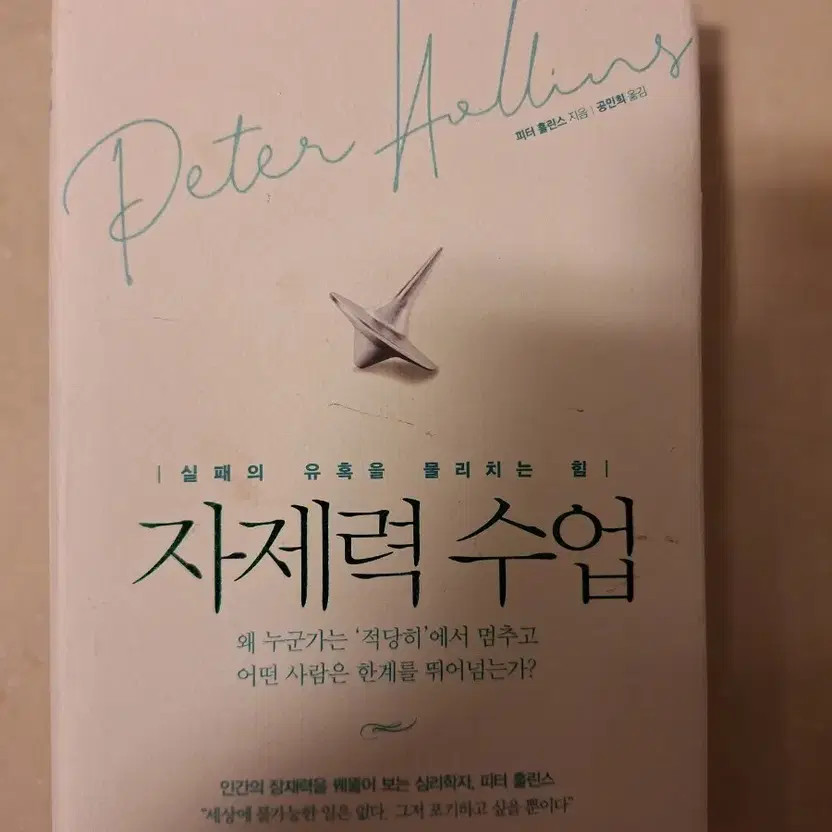 Peter Hollins
피터 홀린스 지음 | 공민희 옮김
| 실패의 유혹을 물리치는 힘 |
자제력 수업
왜 누군가는 ‘적당히’에서 멈추고
어떤 사람은 한계를 뛰어넘는가?
인간의 잠재력을 꿰뚫어 보는 심리학자, 피터 홀린스
“세상에 불가능한 일은 없다. 그저 포기하고 싶을 뿐이다”